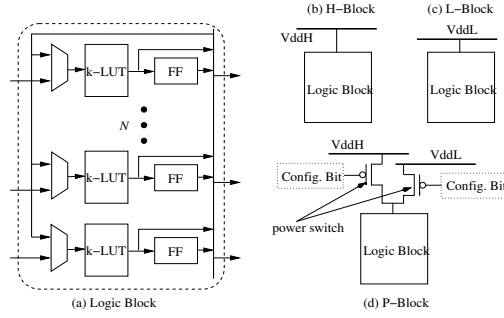 k-LUT
FF
N
k-LUT
FF
k-LUT
FF
(a) Logic Block
(b) H-Block
VddH
Logic Block
(c) L-Block
VddL
Logic Block
VddH
VddL
Config. Bit
Config. Bit
power switch
Logic Block
(d) P-Block